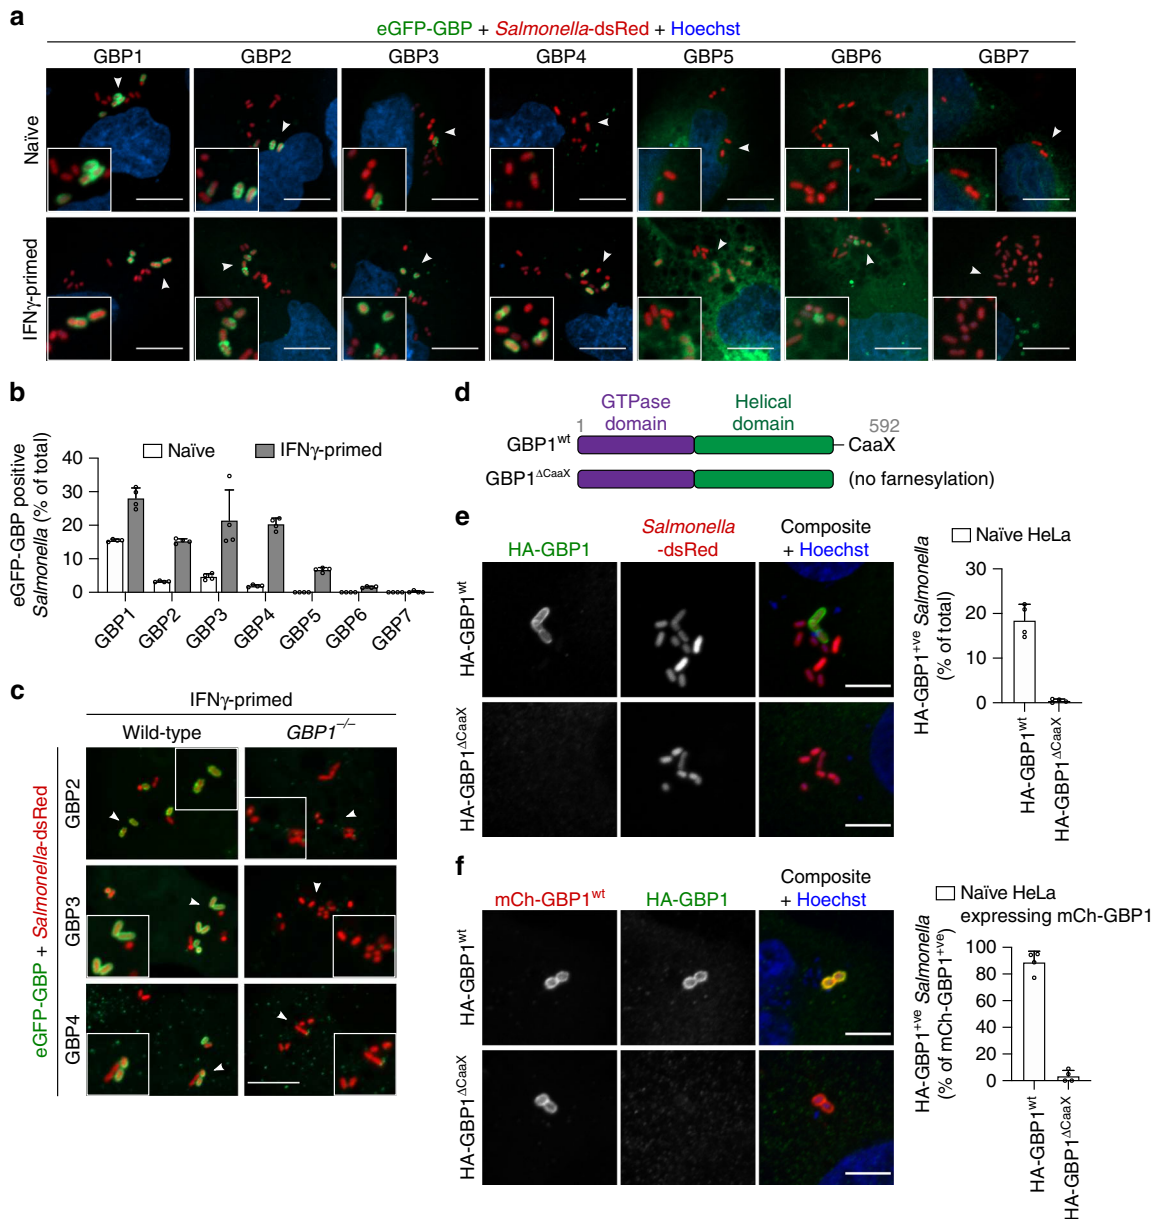 a
eGFP-GBP + Salmonella-dsRed + Hoechst
GBP1 GBP2 GBP3 GBP4 GBP5 GBP6 GBP7
Naïve
IFNγ-primed
b
eGFP-GBP positive
Salmonella (% of total)
Naïve IFNγ-primed
40
30
20
10
0
GBP1 GBP2 GBP3 GBP4 GBP5 GBP6 GBP7
c
IFNγ-primed
Wild-type GBP1−/−
eGFP-GBP + Salmonella-dsRed
GBP2
GBP3
GBP4
d
GTPase domain
Helical domain
1 592
GBP1wt CaaX
GBP1ΔCaaX (no farnesylation)
e
HA-GBP1
Salmonella
-dsRed
Composite
+ Hoechst
HA-GBP1wt
HA-GBP1ΔCaaX
Naïve HeLa
HA-GBP1+ve Salmonella
(% of total)
30
20
10
0
HA-GBP1wt
HA-GBP1ΔCaaX
f
mCh-GBP1wt
HA-GBP1
Composite
+ Hoechst
HA-GBP1wt
HA-GBP1ΔCaaX
Naïve HeLa
expressing mCh-GBP1
HA-GBP1+ve Salmonella
(% of mCh-GBP1+ve)
100
80
60
40
20
0
HA-GBP1wt
HA-GBP1ΔCaaX